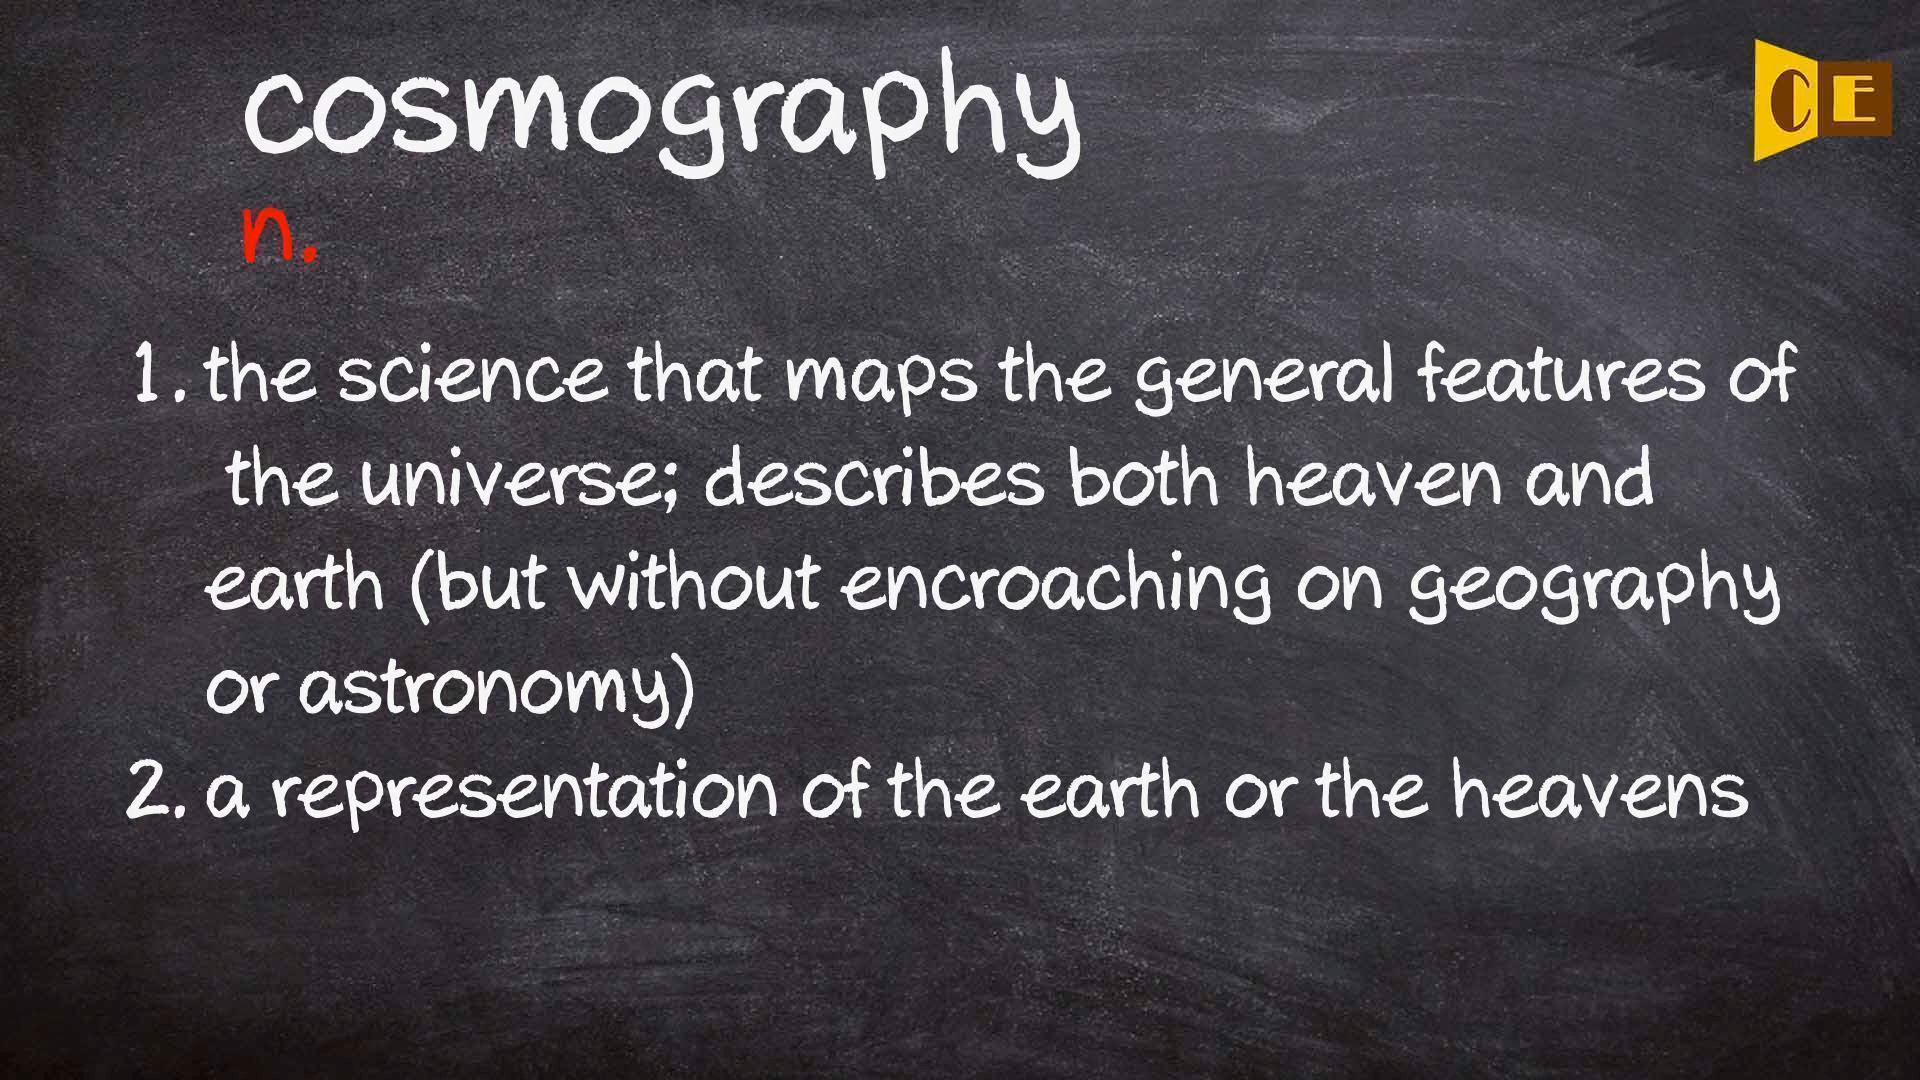 cosmography
CE
n.
1. the science that maps the general features of
the universe; describes both heaven and
earth (but without encroaching on geography
or astronomy)
2. a representation of the earth or the heavens